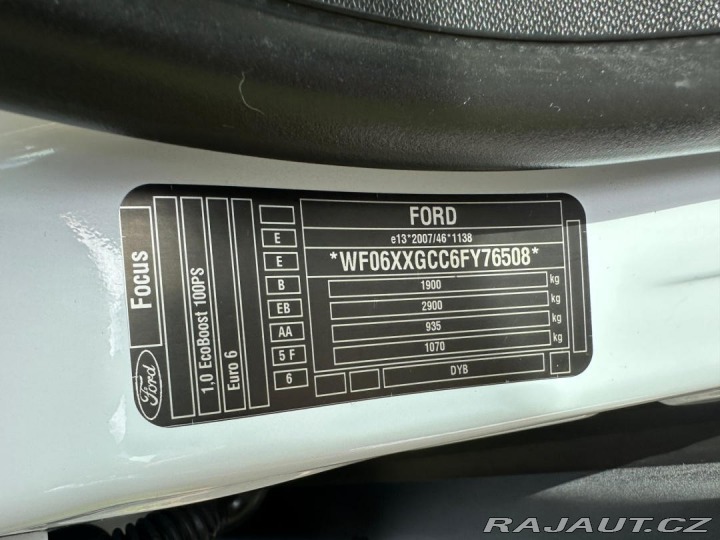 Focus
Ford
1,0 EcoBoost 100PS
Euro 6
E
E
B
EB
AA
5 F
6
FORD
e13*2007/46*1138
*WF06XXGCC6FY76508*
1900 kg
2900 kg
935 kg
1070 kg
DYB
RAJAUT.CZ